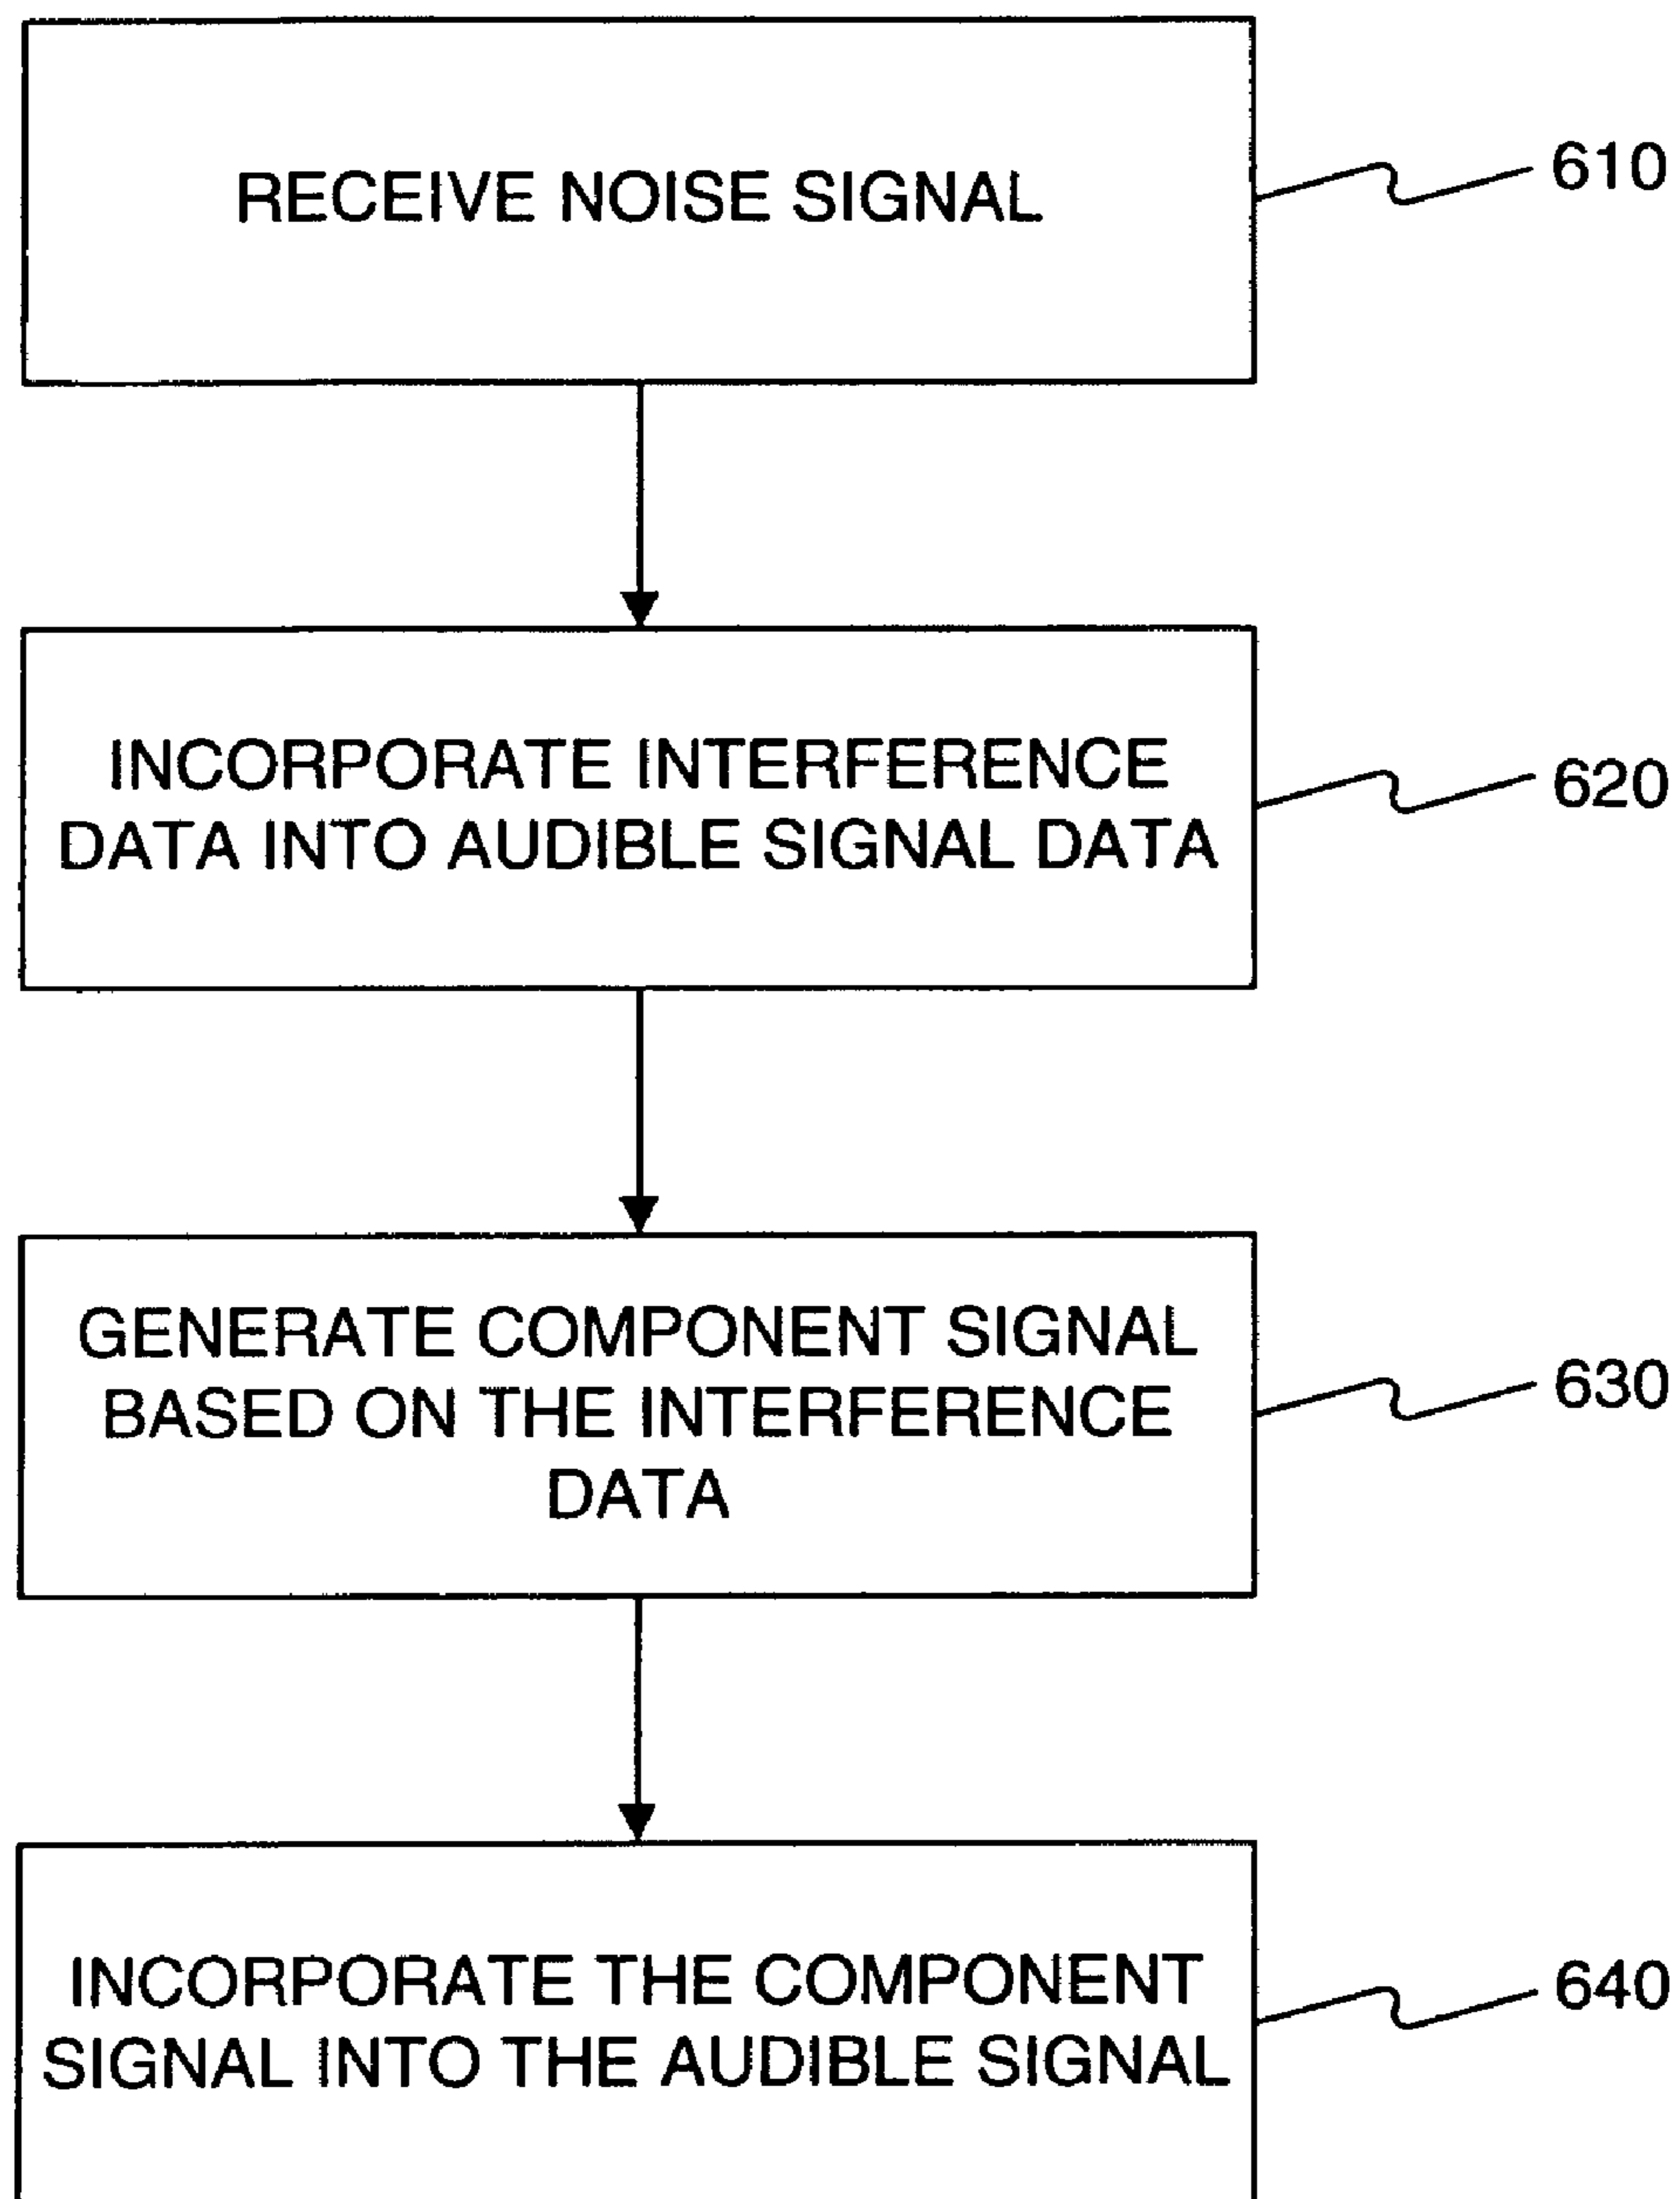 RECEIVE NOISE SIGNAL
610
INCORPORATE INTERFERENCE
DATA INTO AUDIBLE SIGNAL DATA
620
GENERATE COMPONENT SIGNAL
BASED ON THE INTERFERENCE
DATA
630
INCORPORATE THE COMPONENT
SIGNAL INTO THE AUDIBLE SIGNAL
640